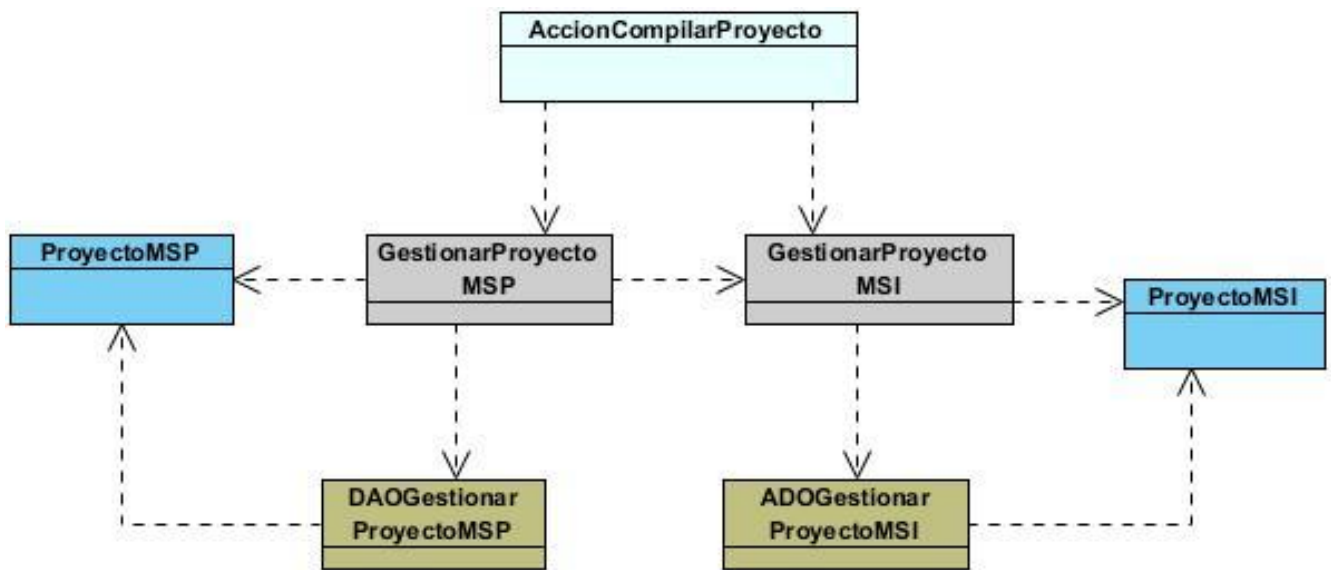 AccionCompilarProyecto
ProyectoMSP
GestionarProyecto
MSP
GestionarProyecto
MSI
ProyectoMSI
DAOGestionar
ProyectoMSP
ADOGestionar
ProyectoMSI